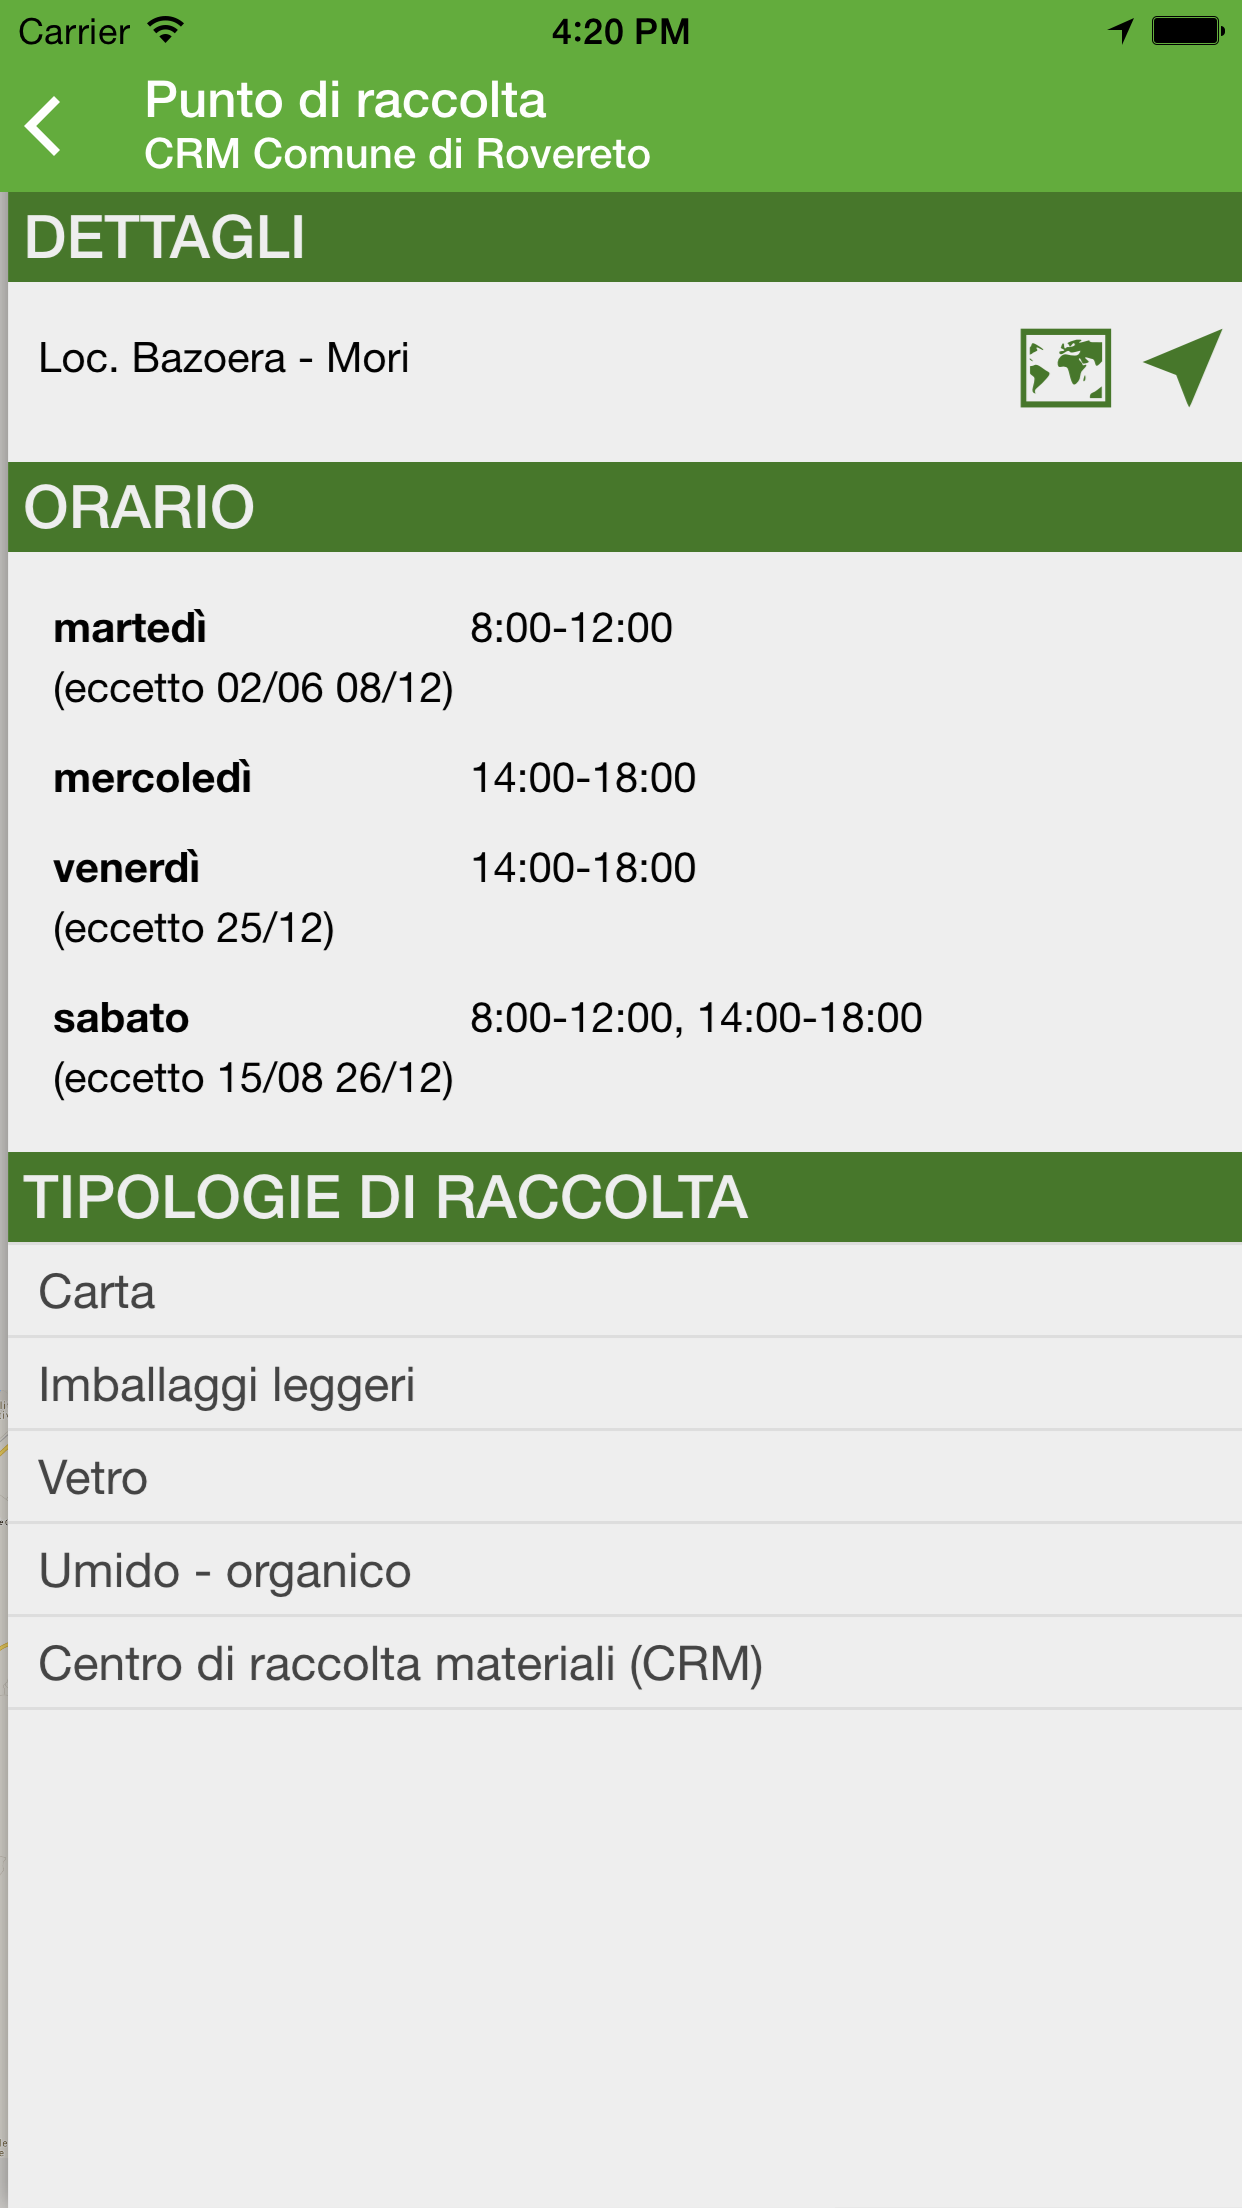 Carrier 4:20 PM
Punto di raccolta
CRM Comune di Rovereto
DETTAGLI
Loc. Bazoera - Mori
ORARIO
martedì 8:00-12:00
(eccetto 02/06 08/12)
mercoledì 14:00-18:00
venerdì 14:00-18:00
(eccetto 25/12)
sabato 8:00-12:00, 14:00-18:00
(eccetto 15/08 26/12)
TIPOLOGIE DI RACCOLTA
Carta
Imballaggi leggeri
Vetro
Umido - organico
Centro di raccolta materiali (CRM)